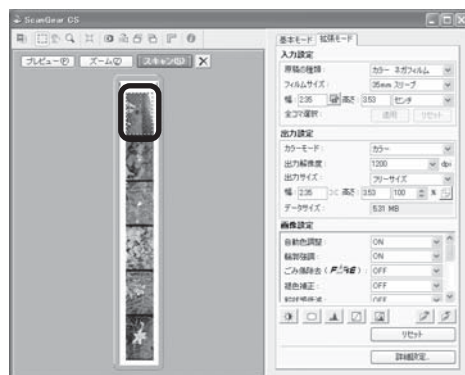 ScanGear CS
プレビュー(P) ズーム(Z) スキャン(S)
基本モード 拡張モード
入力設定
原稿の種類: カラー ネガフィルム
フィルムサイズ: 35mm スリーブ
幅: 2.35 高さ: 3.53 センチ
全コマ選択: 適用 リセット
出力設定
カラーモード: カラー
出力解像度: 1200 dpi
出力サイズ: フリーサイズ
幅: 2.35 高さ: 3.53 100 %
データサイズ: 5.31 MB
画像設定
自動色調整: ON
輪郭強調: ON
ごみ傷除去 (FARE): OFF
褪色補正: OFF
OFF
リセット
詳細設定...